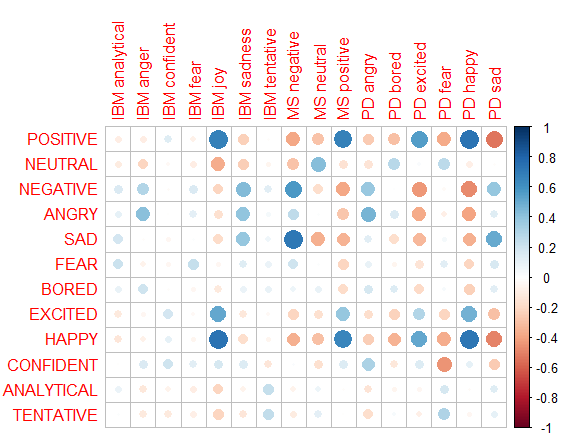 IBM analytical
IBM anger
IBM confident
IBM fear
IBM joy
IBM sadness
IBM tentative
MS negative
MS neutral
MS positive
PD angry
PD bored
PD excited
PD fear
PD happy
PD sad
POSITIVE
NEUTRAL
NEGATIVE
ANGRY
SAD
FEAR
BORED
EXCITED
HAPPY
CONFIDENT
ANALYTICAL
TENTATIVE
1
0.8
0.6
0.4
0.2
0
-0.2
-0.4
-0.6
-0.8
-1